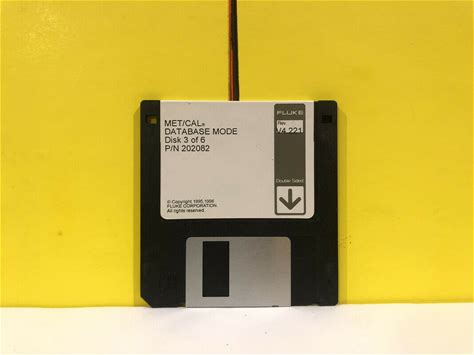 MET/CAL®
DATABASE MODE
Disk 3 of 6
P/N 202082
© Copyright 1995,1998
FLUKE CORPORATION.
All rights reserved.
FLUKE
Rev.
V4.221
Double Sided